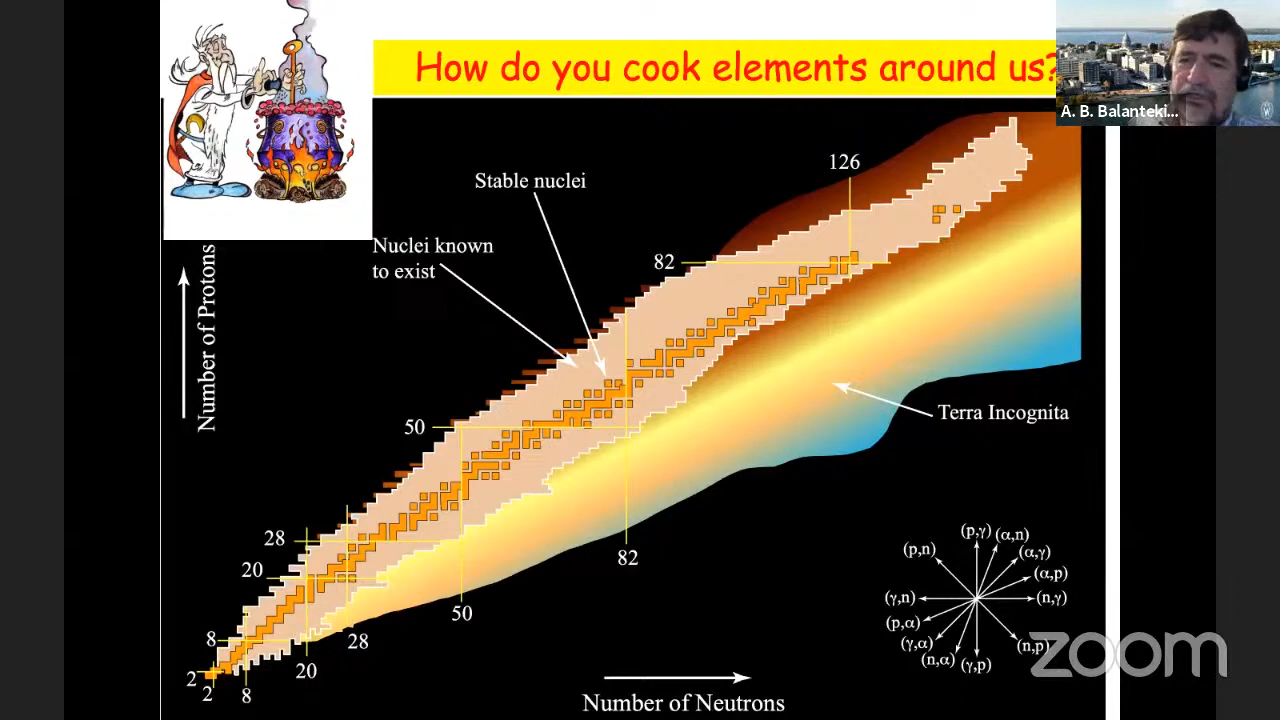 How do you cook elements around us?
A. B. Balanteki...
126
Stable nuclei
Nuclei known
to exist
82
Number of Protons
50
Terra Incognita
28
20
82
50
8
28
20
2
2
8
(p,γ)
(α,n)
(p,n)
(α,γ)
(α,p)
(γ,n)
(n,γ)
(p,α)
(γ,α)
(n,p)
(n,α)
(γ,p)
zoom
Number of Neutrons